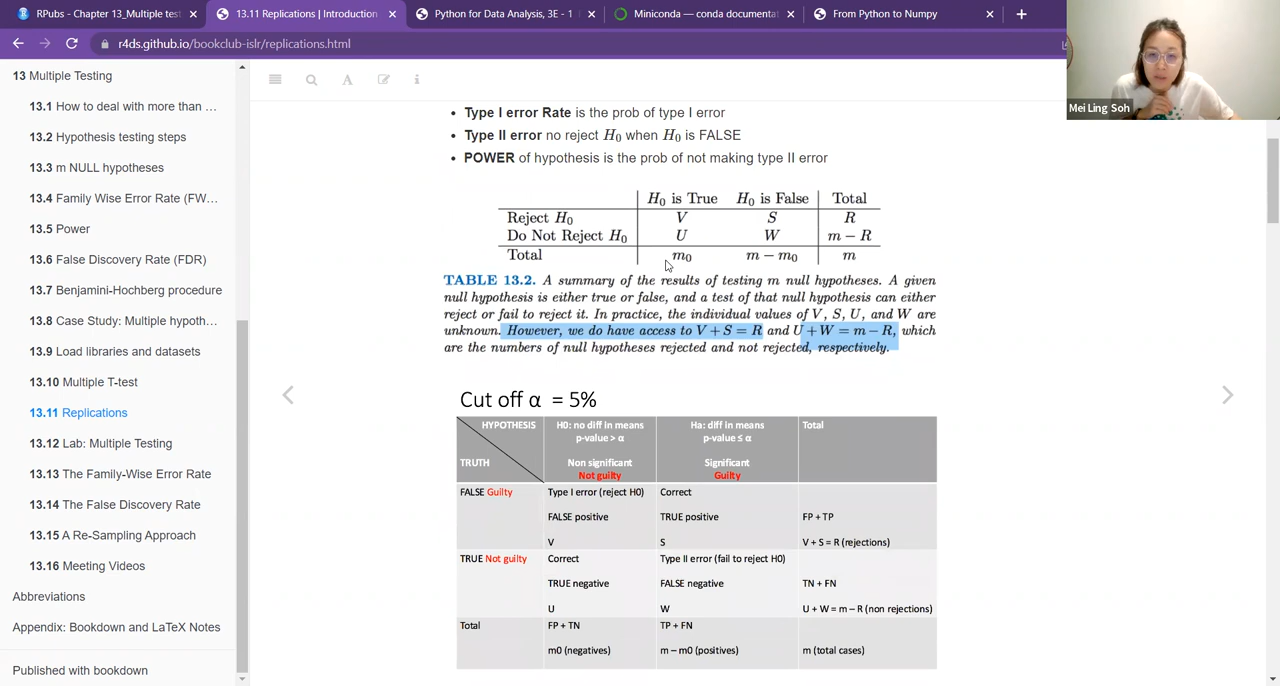 RPubs - Chapter 13_Multiple test
13.11 Replications | Introduction
Python for Data Analysis, 3E - 1
Miniconda — conda documentat
From Python to Numpy
r4ds.github.io/bookclub-islr/replications.html
Mei Ling Soh
13 Multiple Testing
13.1 How to deal with more than …
13.2 Hypothesis testing steps
13.3 m NULL hypotheses
13.4 Family Wise Error Rate (FW…
13.5 Power
13.6 False Discovery Rate (FDR)
13.7 Benjamini-Hochberg procedure
13.8 Case Study: Multiple hypoth…
13.9 Load libraries and datasets
13.10 Multiple T-test
13.11 Replications
13.12 Lab: Multiple Testing
13.13 The Family-Wise Error Rate
13.14 The False Discovery Rate
13.15 A Re-Sampling Approach
13.16 Meeting Videos
Abbreviations
Appendix: Bookdown and LaTeX Notes
Published with bookdown
• Type I error Rate is the prob of type I error
• Type II error no reject H₀ when H₀ is FALSE
• POWER of hypothesis is the prob of not making type II error
H₀ is True H₀ is False Total
Reject H₀ V S R
Do Not Reject H₀ U W m − R
Total m₀ m − m₀ m
TABLE 13.2. A summary of the results of testing m null hypotheses. A given
null hypothesis is either true or false, and a test of that null hypothesis can either
reject or fail to reject it. In practice, the individual values of V, S, U, and W are
unknown. However, we do have access to V + S = R and U + W = m − R, which
are the numbers of null hypotheses rejected and not rejected, respectively.
Cut off α = 5%
HYPOTHESIS H0: no diff in means Ha: diff in means Total
p-value > α p-value ≤ α
TRUTH Non significant Significant
Not guilty Guilty
FALSE Guilty Type I error (reject H0) Correct
FALSE positive TRUE positive FP + TP
V S V + S = R (rejections)
TRUE Not guilty Correct Type II error (fail to reject H0)
TRUE negative FALSE negative TN + FN
U W U + W = m – R (non rejections)
Total FP + TN TP + FN
m0 (negatives) m – m0 (positives) m (total cases)